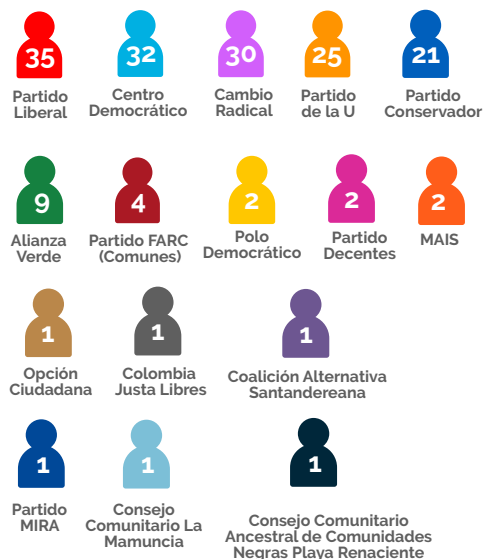 35 32 30 25 21
Partido Centro Cambio Partido Partido
Liberal Democrático Radical de la U Conservador
9 4 2 2 2
Alianza Partido FARC Polo Partido MAIS
Verde (Comunes) Democrático Decentes
1 1 1
Opción Colombia Coalición Alternativa
Ciudadana Justa Libres Santandereana
1 1 1
Partido Consejo Consejo Comunitario
MIRA Comunitario La Ancestral de Comunidades
Mamuncia Negras Playa Renaciente